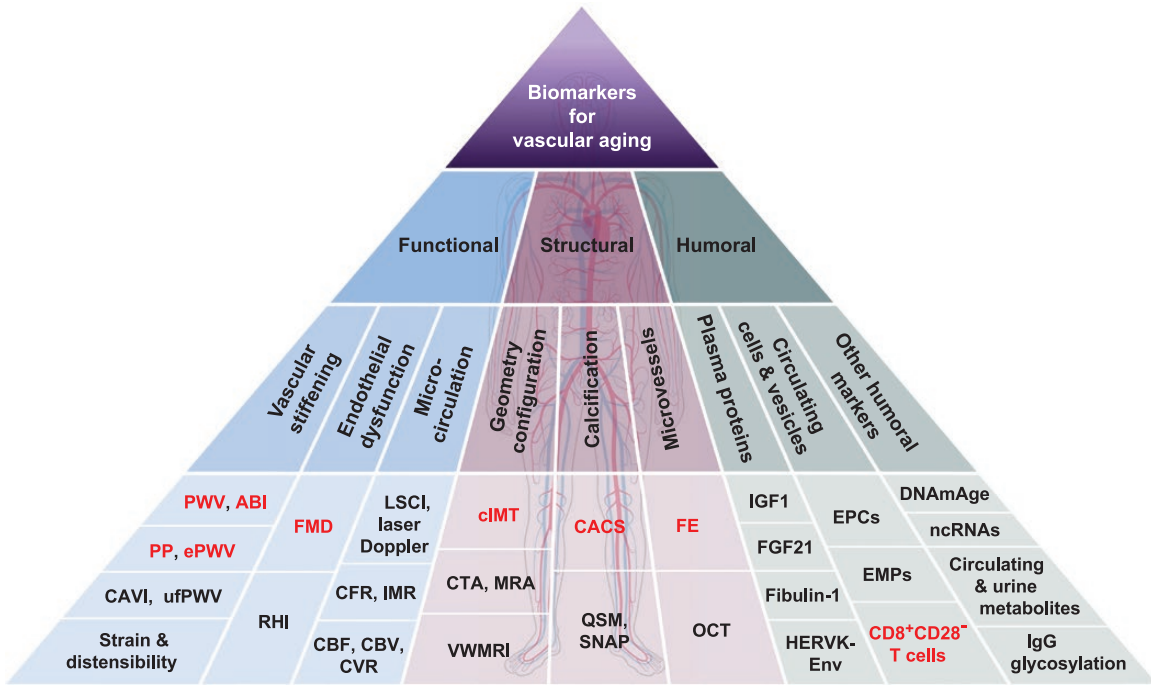 Biomarkers
for
vascular aging
Functional
Structural
Humoral
Vascular
stiffening
Endothelial
dysfunction
Micro-
circulation
Geometry
configuration
Calcification
Microvessels
Plasma proteins
Circulating
cells & vesicles
Other humoral
markers
PWV, ABI
PP, ePWV
CAVI, ufPWV
Strain &
distensibility
FMD
RHI
LSCI,
laser
Doppler
CFR, IMR
CBF, CBV,
CVR
cIMT
CTA, MRA
VWMRI
CACS
QSM,
SNAP
FE
OCT
IGF1
FGF21
Fibulin-1
HERVK-
Env
EPCs
EMPs
CD8⁺CD28⁻
T cells
DNAmAge
ncRNAs
Circulating
& urine
metabolites
IgG
glycosylation